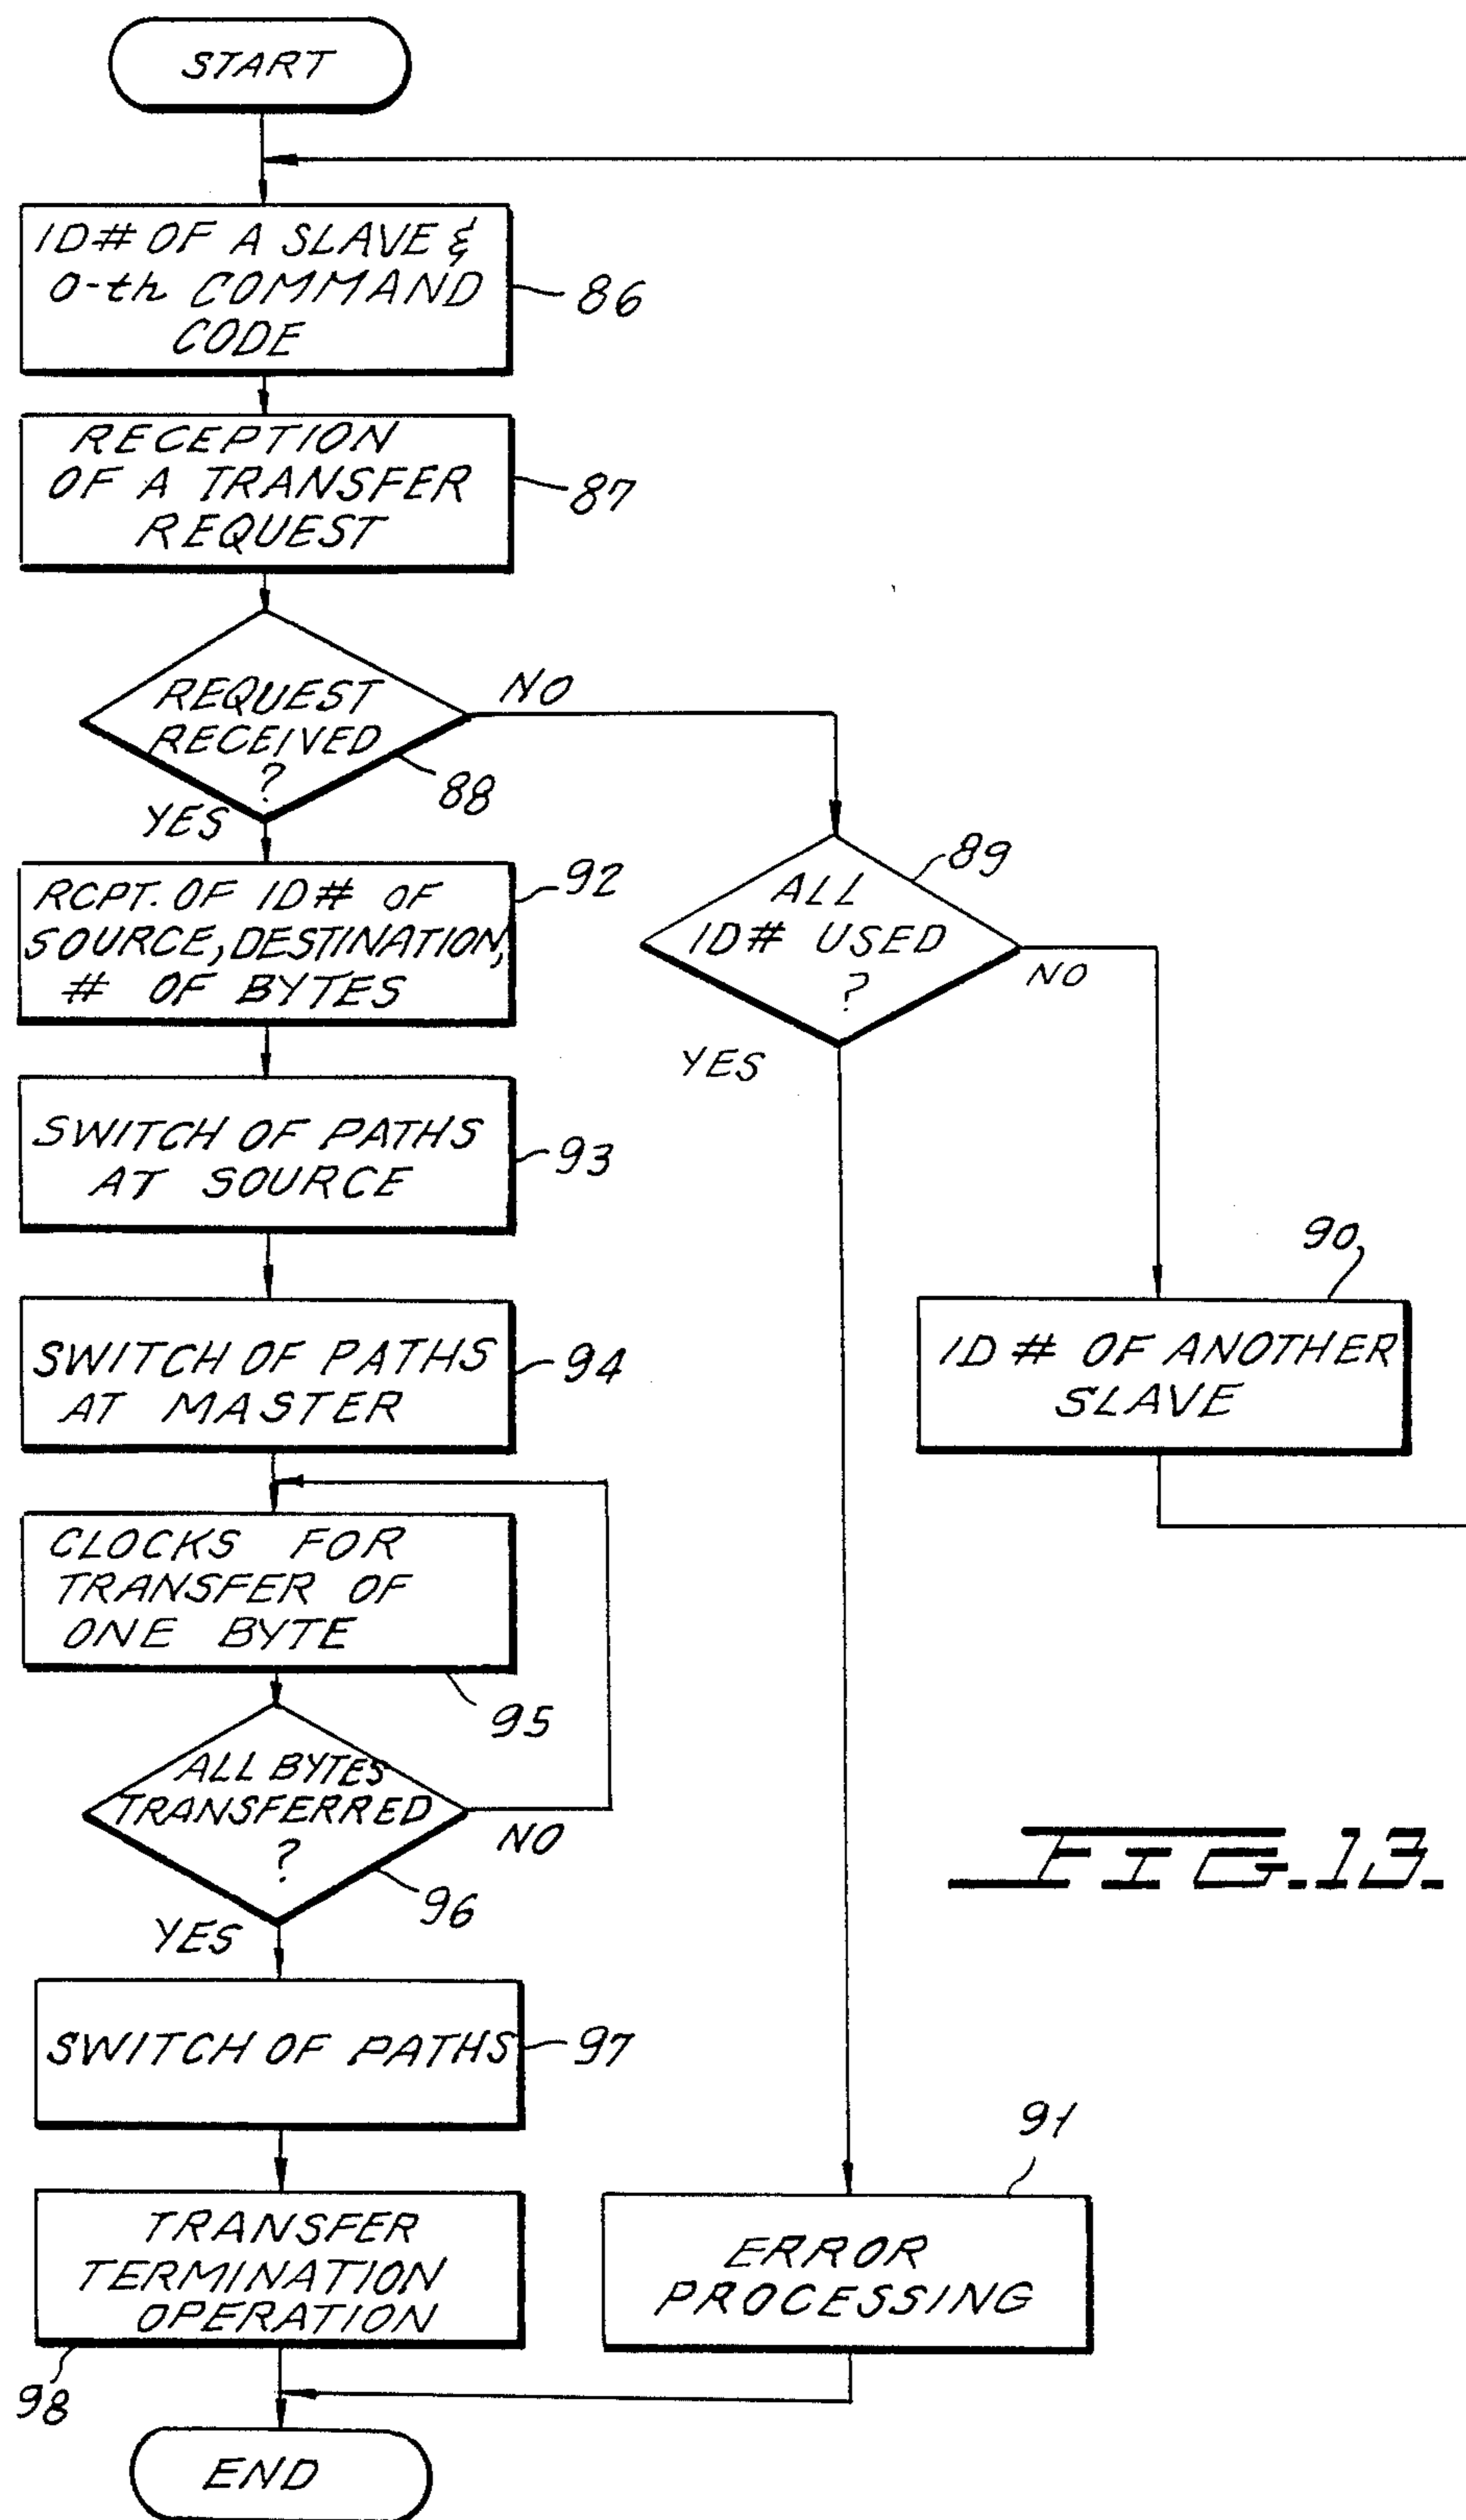 START
ID# OF A SLAVE &
0-th COMMAND
CODE
86
RECEPTION
OF A TRANSFER
REQUEST
87
REQUEST
RECEIVED
?
NO
88
YES
ALL
ID# USED
?
89
NO
YES
RCPT. OF ID# OF
SOURCE, DESTINATION,
# OF BYTES
92
SWITCH OF PATHS
AT SOURCE
93
90
ID# OF ANOTHER
SLAVE
SWITCH OF PATHS
AT MASTER
94
CLOCKS FOR
TRANSFER OF
ONE BYTE
95
ALL BYTES
TRANSFERRED
?
NO
96
YES
FIG.13.
SWITCH OF PATHS
97
TRANSFER
TERMINATION
OPERATION
98
91
ERROR
PROCESSING
END